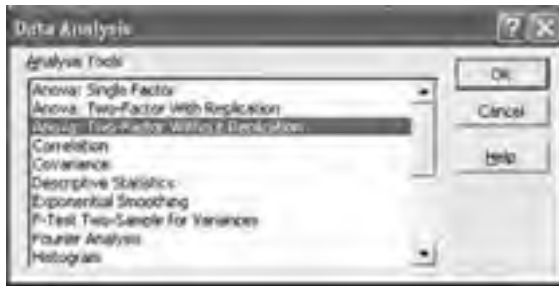 Data Analysis
Analysis Tools
Anova: Single Factor
Anova: Two-Factor With Replication
Anova: Two-Factor Without Replication
Correlation
Covariance
Descriptive Statistics
Exponential Smoothing
F-Test Two-Sample for Variances
Fourier Analysis
Histogram
OK
Cancel
Help